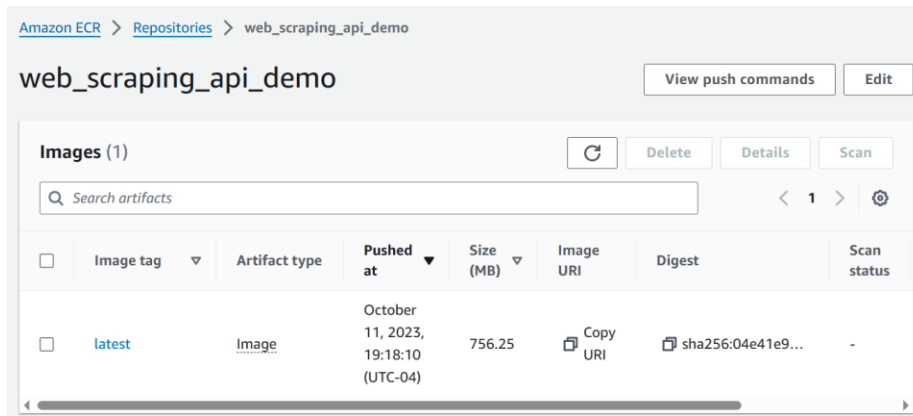 Amazon ECR > Repositories > web_scraping_api_demo
web_scraping_api_demo
View push commands
Edit
Images (1)
Delete
Details
Scan
Search artifacts
< 1 >
Image tag
Artifact type
Pushed
at
Size
(MB)
Image
URI
Digest
Scan
status
latest
Image
October
11, 2023,
19:18:10
(UTC-04)
756.25
Copy
URI
sha256:04e41e9...
-